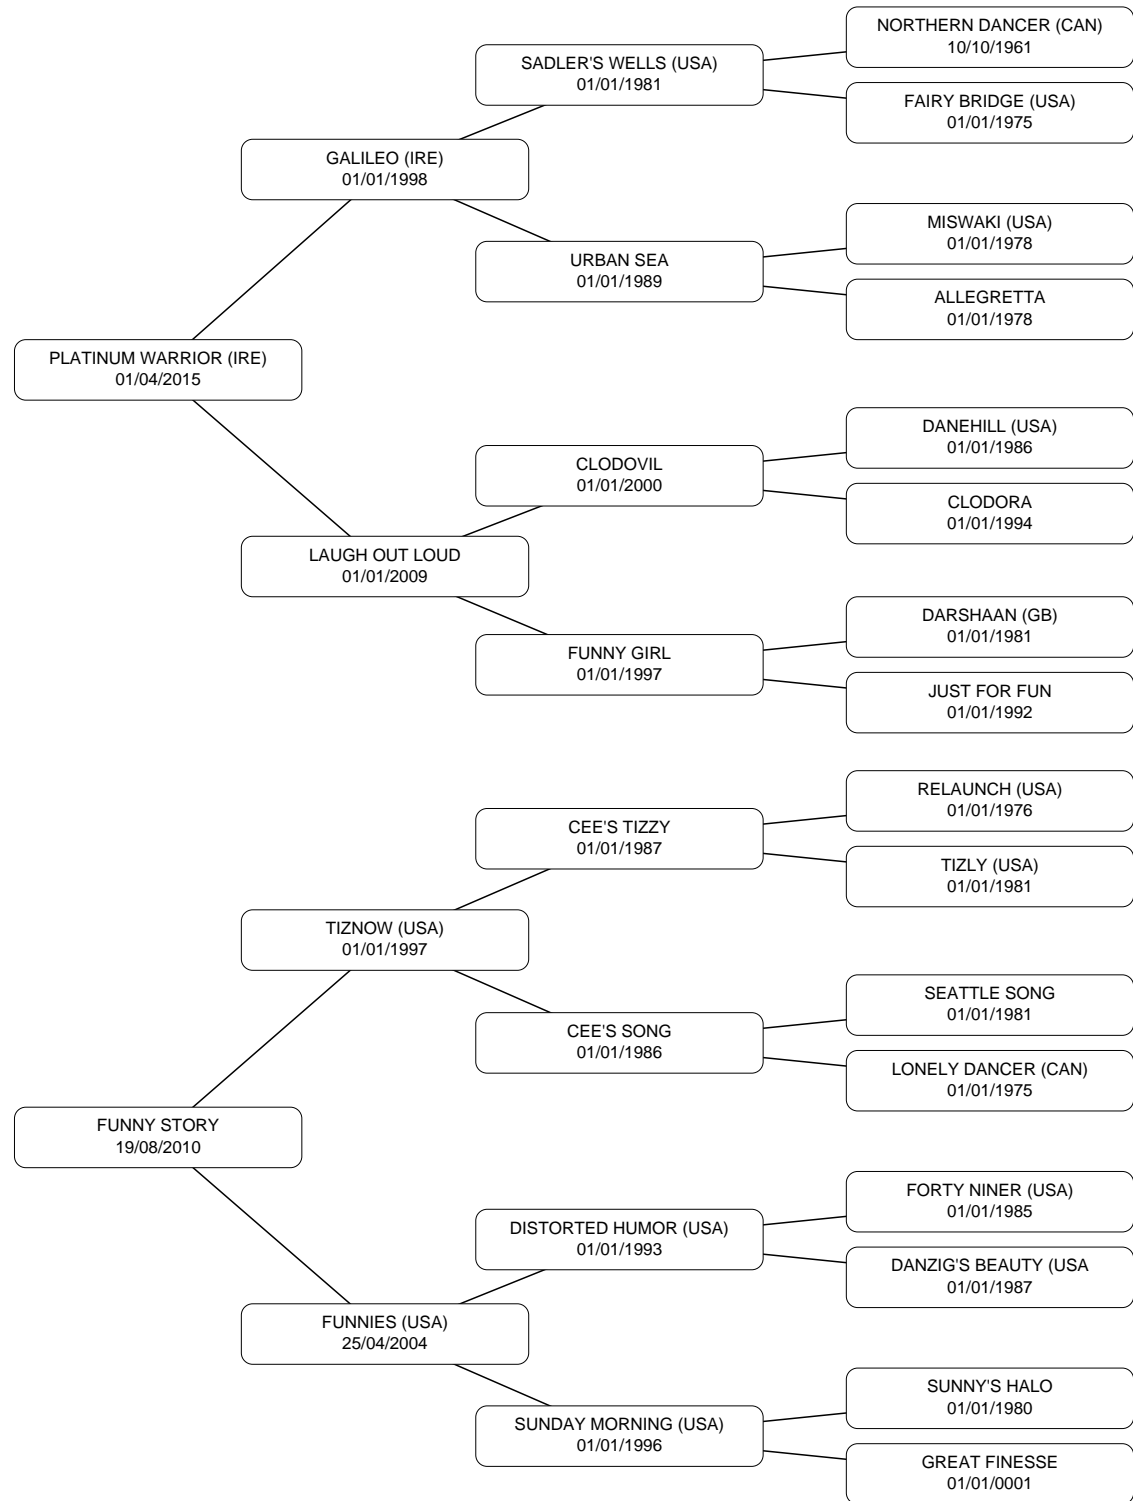 NORTHERN DANCER (CAN)
10/10/1961
SADLER'S WELLS (USA)
01/01/1981
FAIRY BRIDGE (USA)
01/01/1975
GALILEO (IRE)
01/01/1998
MISWAKI (USA)
01/01/1978
URBAN SEA
01/01/1989
ALLEGRETTA
01/01/1978
PLATINUM WARRIOR (IRE)
01/04/2015
DANEHILL (USA)
01/01/1986
CLODOVIL
01/01/2000
CLODORA
01/01/1994
LAUGH OUT LOUD
01/01/2009
DARSHAAN (GB)
01/01/1981
FUNNY GIRL
01/01/1997
JUST FOR FUN
01/01/1992
RELAUNCH (USA)
01/01/1976
CEE'S TIZZY
01/01/1987
TIZLY (USA)
01/01/1981
TIZNOW (USA)
01/01/1997
SEATTLE SONG
01/01/1981
CEE'S SONG
01/01/1986
LONELY DANCER (CAN)
01/01/1975
FUNNY STORY
19/08/2010
FORTY NINER (USA)
01/01/1985
DISTORTED HUMOR (USA)
01/01/1993
DANZIG'S BEAUTY (USA
01/01/1987
FUNNIES (USA)
25/04/2004
SUNNY'S HALO
01/01/1980
SUNDAY MORNING (USA)
01/01/1996
GREAT FINESSE
01/01/0001